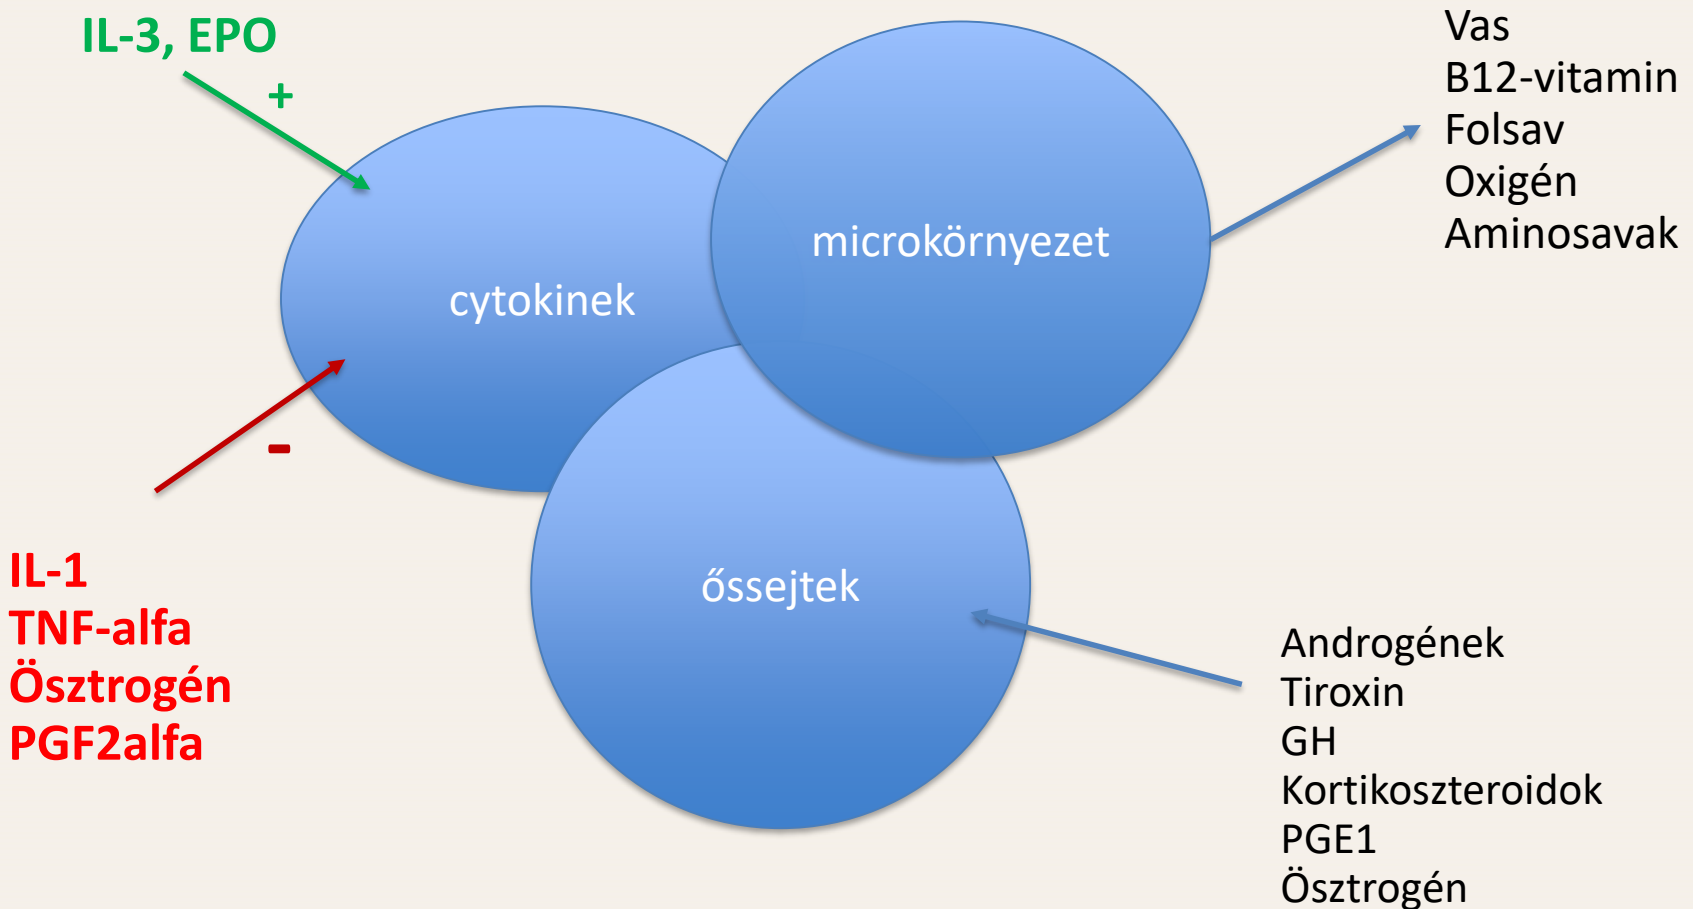 IL-3, EPO
+
Vas
B12-vitamin
Folsav
Oxigén
Aminosavak
microkörnyezet
cytokinek
-
IL-1
TNF-alfa
Ösztrogén
PGF2alfa
őssejtek
Androgének
Tiroxin
GH
Kortikoszteroidok
PGE1
Ösztrogén